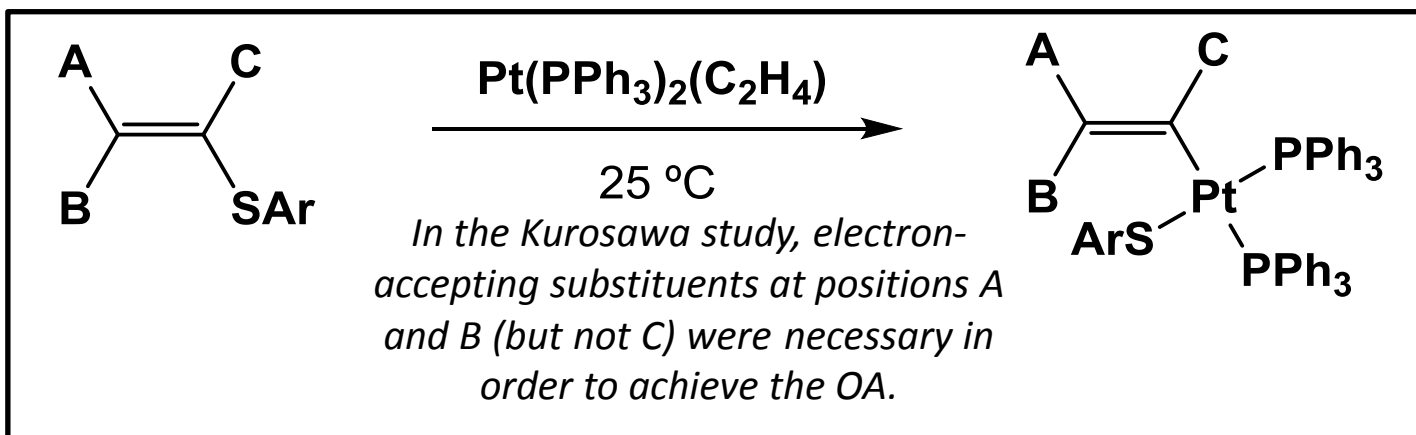 A
C
B
SAr
Pt(PPh3)2(C2H4)
25 ºC
In the Kurosawa study, electron-
accepting substituents at positions A
and B (but not C) were necessary in
order to achieve the OA.
A
C
B
Pt
PPh3
ArS
PPh3